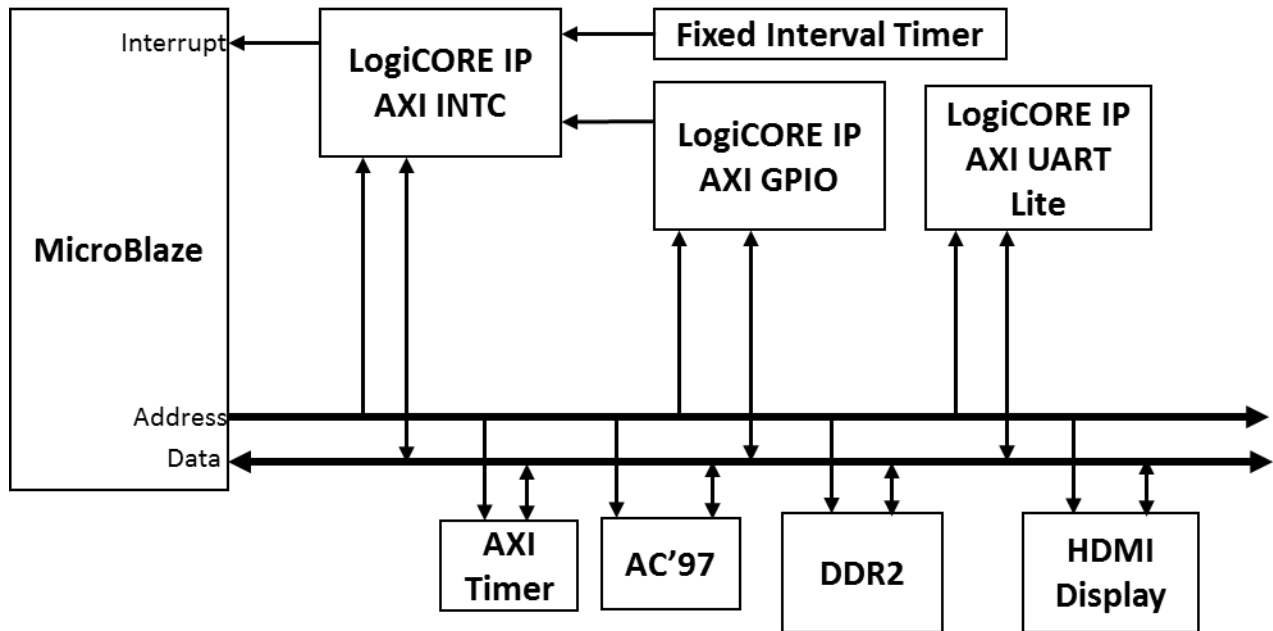 Interrupt
LogiCORE IP
AXI INTC
Fixed Interval Timer
LogiCORE IP
AXI GPIO
LogiCORE IP
AXI UART
Lite
MicroBlaze
Address
Data
AXI
Timer
AC’97
DDR2
HDMI
Display